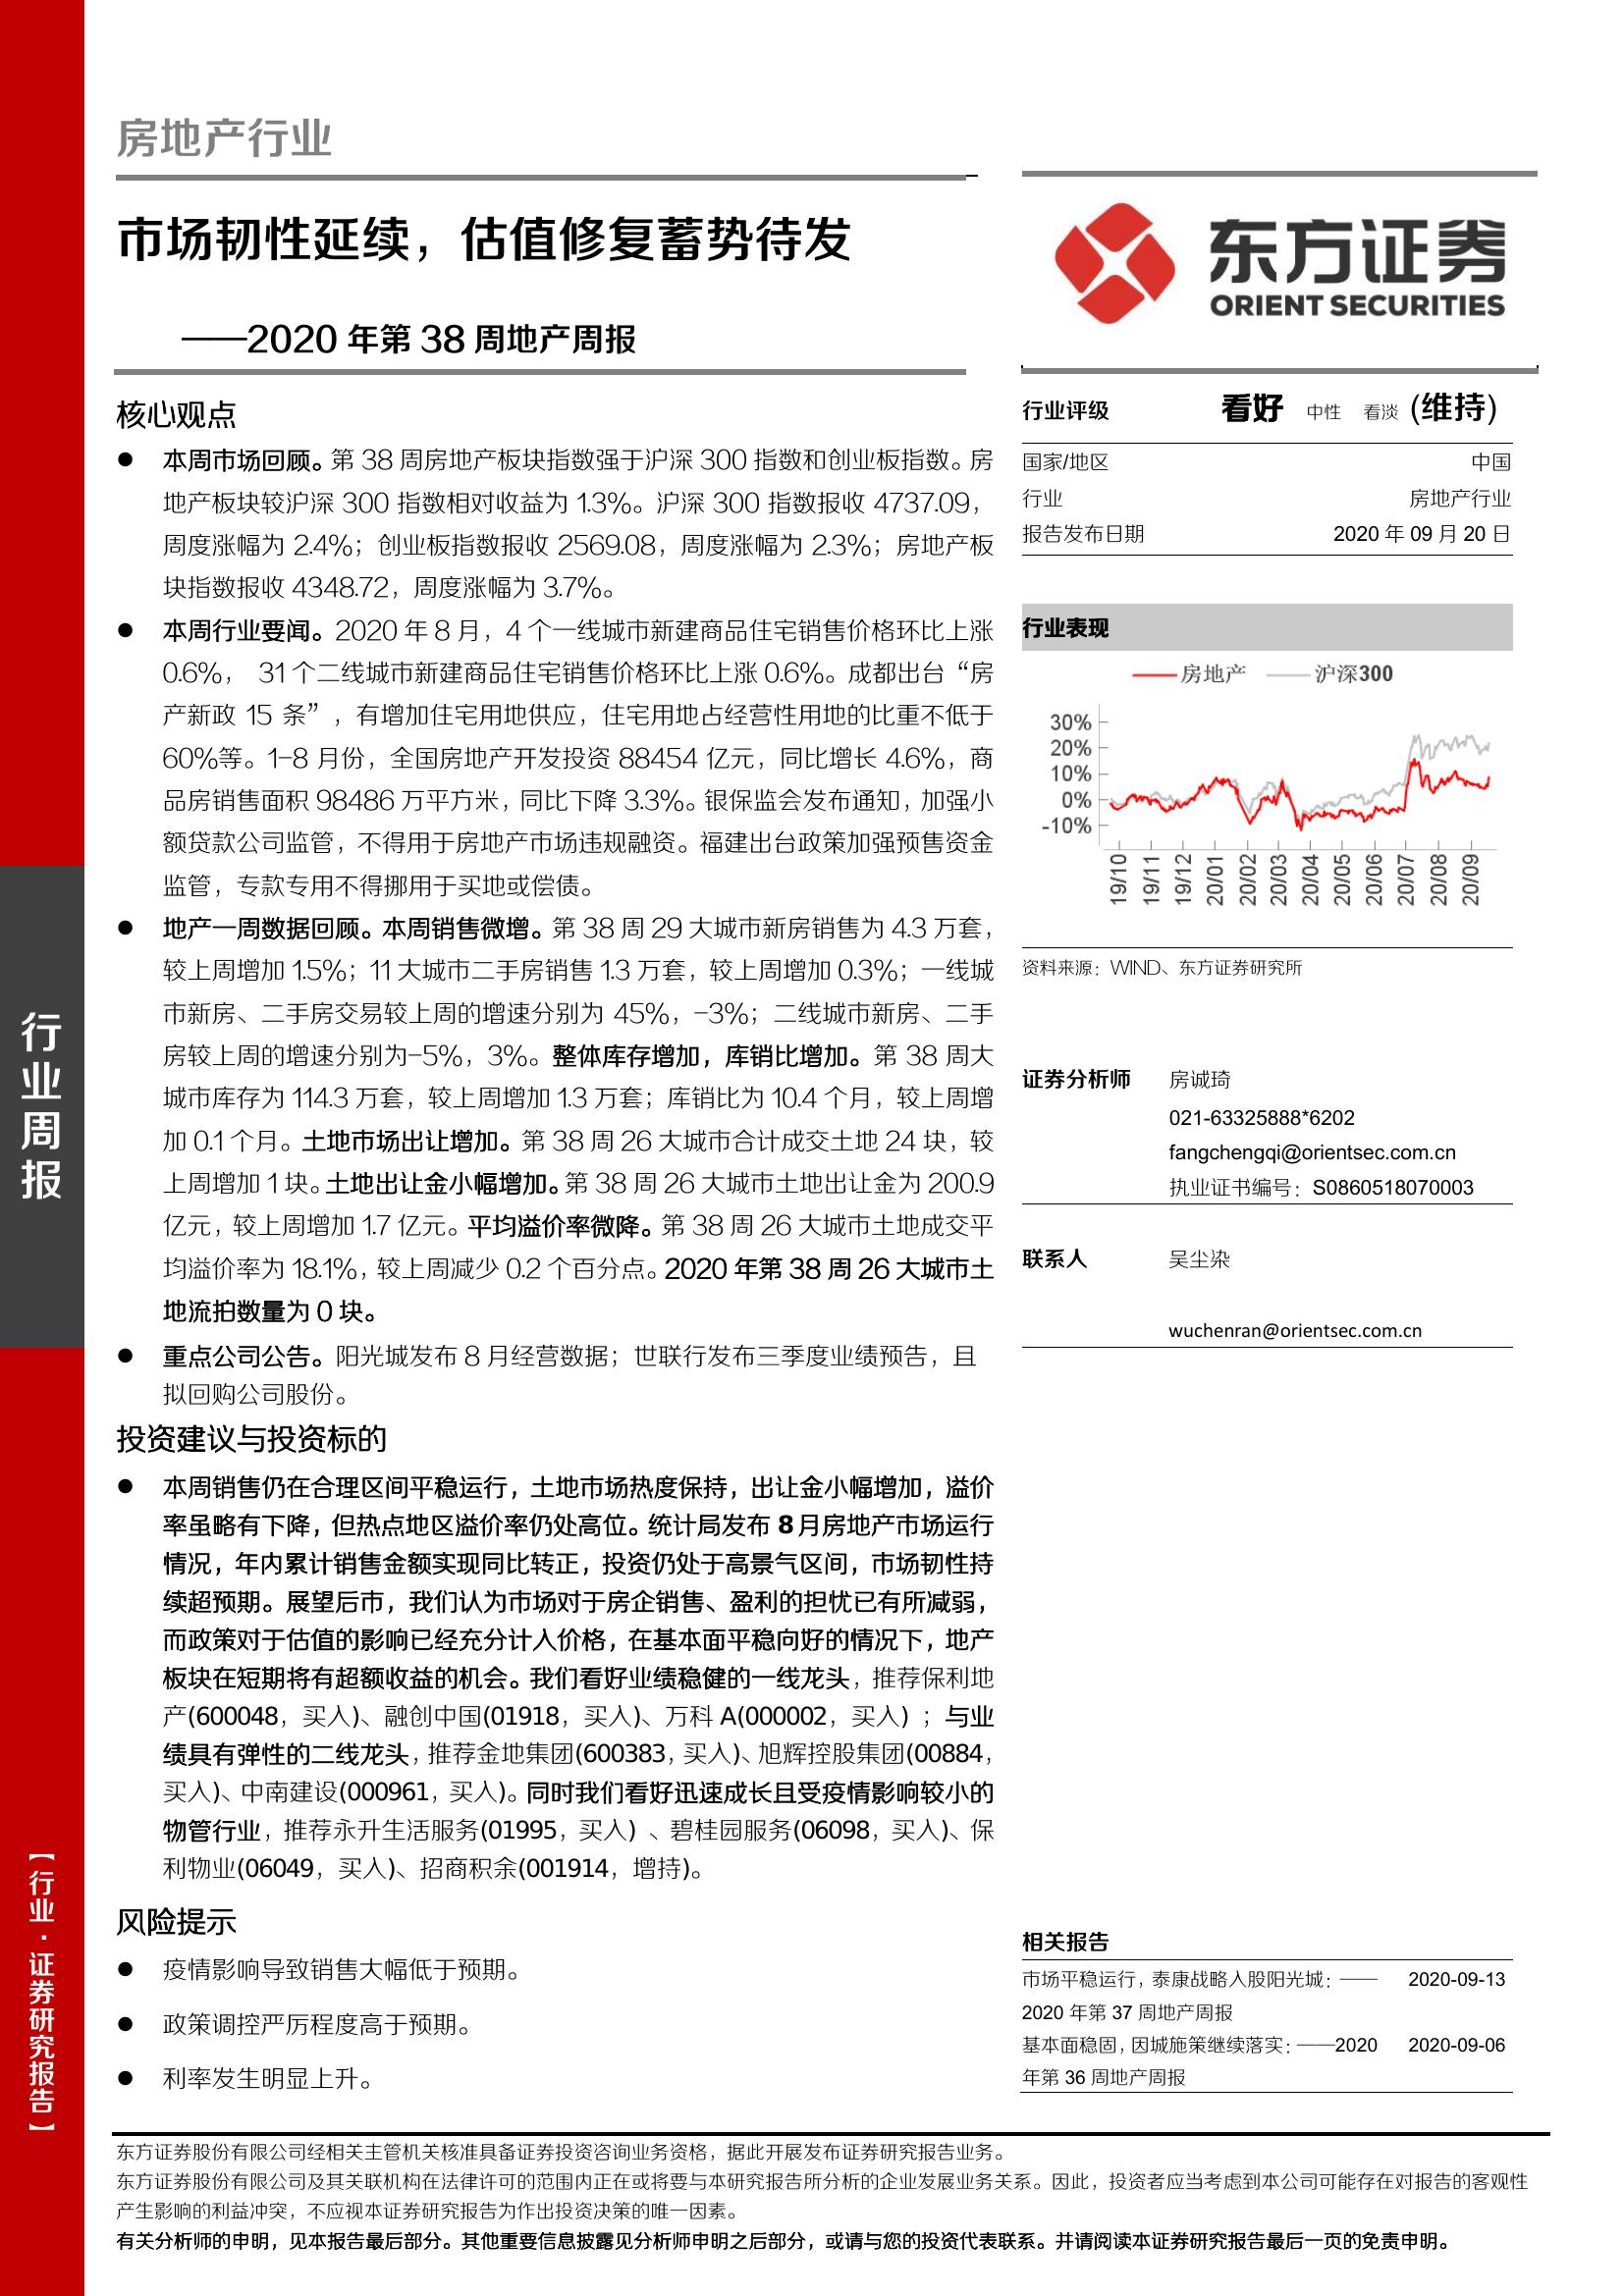 房地产行业
市场韧性延续，估值修复蓄势待发
——2020 年第 38 周地产周报
核心观点
● 本周市场回顾。第 38 周房地产板块指数强于沪深 300 指数和创业板指数。房
地产板块较沪深 300 指数相对收益为 1.3%。沪深 300 指数报收 4737.09，
周度涨幅为 2.4%；创业板指数报收 2569.08，周度涨幅为 2.3%；房地产板
块指数报收 4348.72，周度涨幅为 3.7%。
● 本周行业要闻。2020 年 8 月，4 个一线城市新建商品住宅销售价格环比上涨
0.6%， 31 个二线城市新建商品住宅销售价格环比上涨 0.6%。成都出台“房
产新政 15 条”，有增加住宅用地供应，住宅用地占经营性用地的比重不低于
60%等。1-8 月份，全国房地产开发投资 88454 亿元，同比增长 4.6%，商
品房销售面积 98486 万平方米，同比下降 3.3%。银保监会发布通知，加强小
额贷款公司监管，不得用于房地产市场违规融资。福建出台政策加强预售资金
监管，专款专用不得挪用于买地或偿债。
● 地产一周数据回顾。本周销售微增。第 38 周 29 大城市新房销售为 4.3 万套，
较上周增加 1.5%；11 大城市二手房销售 1.3 万套，较上周增加 0.3%；一线城
市新房、二手房交易较上周的增速分别为 45%，-3%；二线城市新房、二手
房较上周的增速分别为-5%，3%。整体库存增加，库销比增加。第 38 周大
城市库存为 114.3 万套，较上周增加 1.3 万套；库销比为 10.4 个月，较上周增
加 0.1 个月。土地市场出让增加。第 38 周 26 大城市合计成交土地 24 块，较
上周增加 1 块。土地出让金小幅增加。第 38 周 26 大城市土地出让金为 200.9
亿元，较上周增加 1.7 亿元。平均溢价率微降。第 38 周 26 大城市土地成交平
均溢价率为 18.1%，较上周减少 0.2 个百分点。2020 年第 38 周 26 大城市土
地流拍数量为 0 块。
● 重点公司公告。阳光城发布 8 月经营数据；世联行发布三季度业绩预告，且
拟回购公司股份。
投资建议与投资标的
● 本周销售仍在合理区间平稳运行，土地市场热度保持，出让金小幅增加，溢价
率虽略有下降，但热点地区溢价率仍处高位。统计局发布 8 月房地产市场运行
情况，年内累计销售金额实现同比转正，投资仍处于高景气区间，市场韧性持
续超预期。展望后市，我们认为市场对于房企销售、盈利的担忧已有所减弱，
而政策对于估值的影响已经充分计入价格，在基本面平稳向好的情况下，地产
板块在短期将有超额收益的机会。我们看好业绩稳健的一线龙头，推荐保利地
产(600048，买入)、融创中国(01918，买入)、万科 A(000002，买入) ；与业
绩具有弹性的二线龙头，推荐金地集团(600383，买入)、旭辉控股集团(00884，
买入)、中南建设(000961，买入)。同时我们看好迅速成长且受疫情影响较小的
物管行业，推荐永升生活服务(01995，买入) 、碧桂园服务(06098，买入)、保
利物业(06049，买入)、招商积余(001914，增持)。
风险提示
● 疫情影响导致销售大幅低于预期。
● 政策调控严厉程度高于预期。
● 利率发生明显上升。
东方证券
ORIENT SECURITIES
行业评级 看好 中性 看淡 (维持)
国家/地区 中国
行业 房地产行业
报告发布日期 2020 年 09 月 20 日
行业表现
房地产 沪深300
30%
20%
10%
0%
-10%
19/10 19/11 19/12 20/01 20/02 20/03 20/04 20/05 20/06 20/07 20/08 20/09
资料来源：WIND、东方证券研究所
证券分析师 房诚琦
021-63325888*6202
fangchengqi@orientsec.com.cn
执业证书编号：S0860518070003
联系人 吴尘染
wuchenran@orientsec.com.cn
相关报告
市场平稳运行，泰康战略入股阳光城：—— 2020-09-13
2020 年第 37 周地产周报
基本面稳固，因城施策继续落实：——2020 2020-09-06
年第 36 周地产周报
行业周报
【行业·证券研究报告】
东方证券股份有限公司经相关主管机关核准具备证券投资咨询业务资格，据此开展发布证券研究报告业务。
东方证券股份有限公司及其关联机构在法律许可的范围内正在或将要与本研究报告所分析的企业发展业务关系。因此，投资者应当考虑到本公司可能存在对报告的客观性
产生影响的利益冲突，不应视本证券研究报告为作出投资决策的唯一因素。
有关分析师的申明，见本报告最后部分。其他重要信息披露见分析师申明之后部分，或请与您的投资代表联系。并请阅读本证券研究报告最后一页的免责申明。